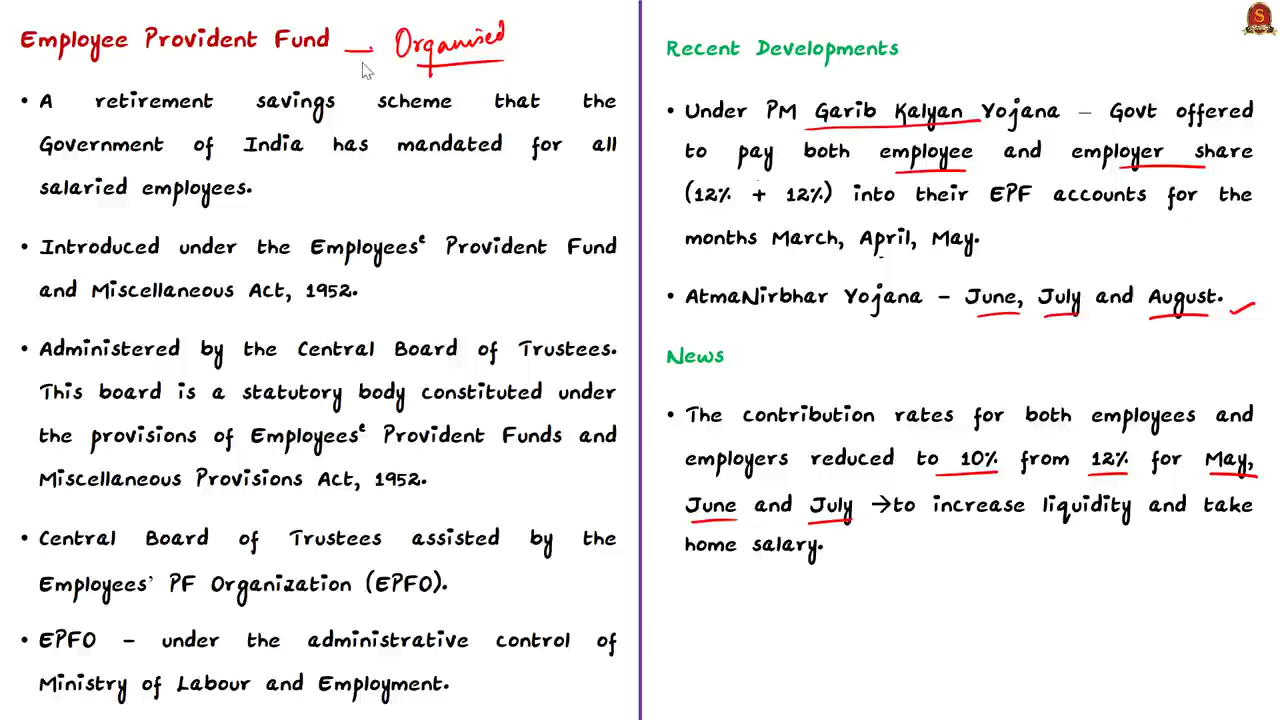 Employee Provident Fund — Organised
• A retirement savings scheme that the
Government of India has mandated for all
salaried employees.
• Introduced under the Employeesᵉ Provident Fund
and Miscellaneous Act, 1952.
• Administered by the Central Board of Trustees.
This board is a statutory body constituted under
the provisions of Employeesᵉ Provident Funds and
Miscellaneous Provisions Act, 1952.
• Central Board of Trustees assisted by the
Employees' PF Organization (EPFO).
• EPFO - under the administrative control of
Ministry of Labour and Employment.
Recent Developments
• Under PM Garib Kalyan Yojana – Govt offered
to pay both employee and employer share
(12% + 12%) into their EPF accounts for the
months March, April, May.
• AtmaNirbhar Yojana - June, July and August. ✓
News
• The contribution rates for both employees and
employers reduced to 10% from 12% for May,
June and July →to increase liquidity and take
home salary.